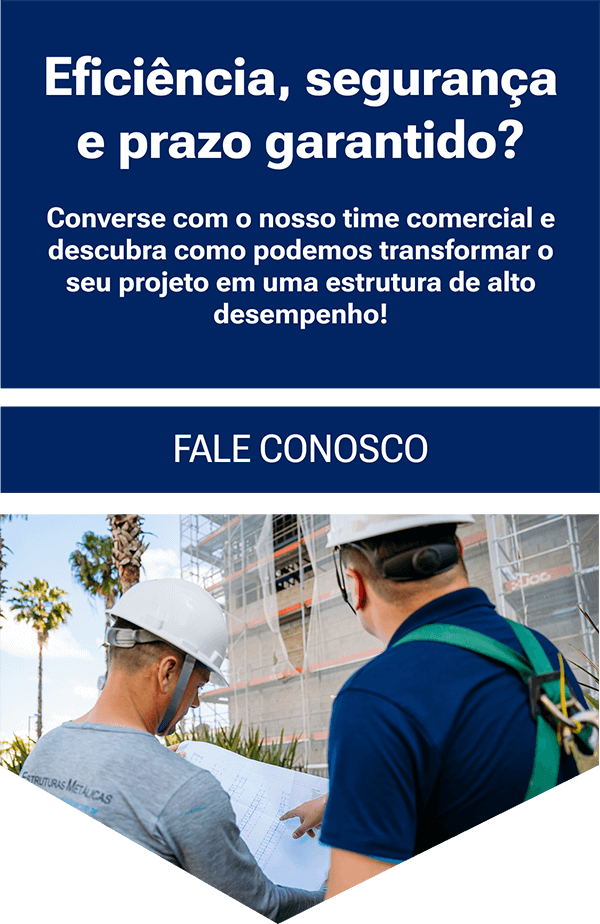 Eficiência, segurança
e prazo garantido?
Converse com o nosso time comercial e
descubra como podemos transformar o
seu projeto em uma estrutura de alto
desempenho!
FALE CONOSCO
ESTRUTURAS METÁLICAS